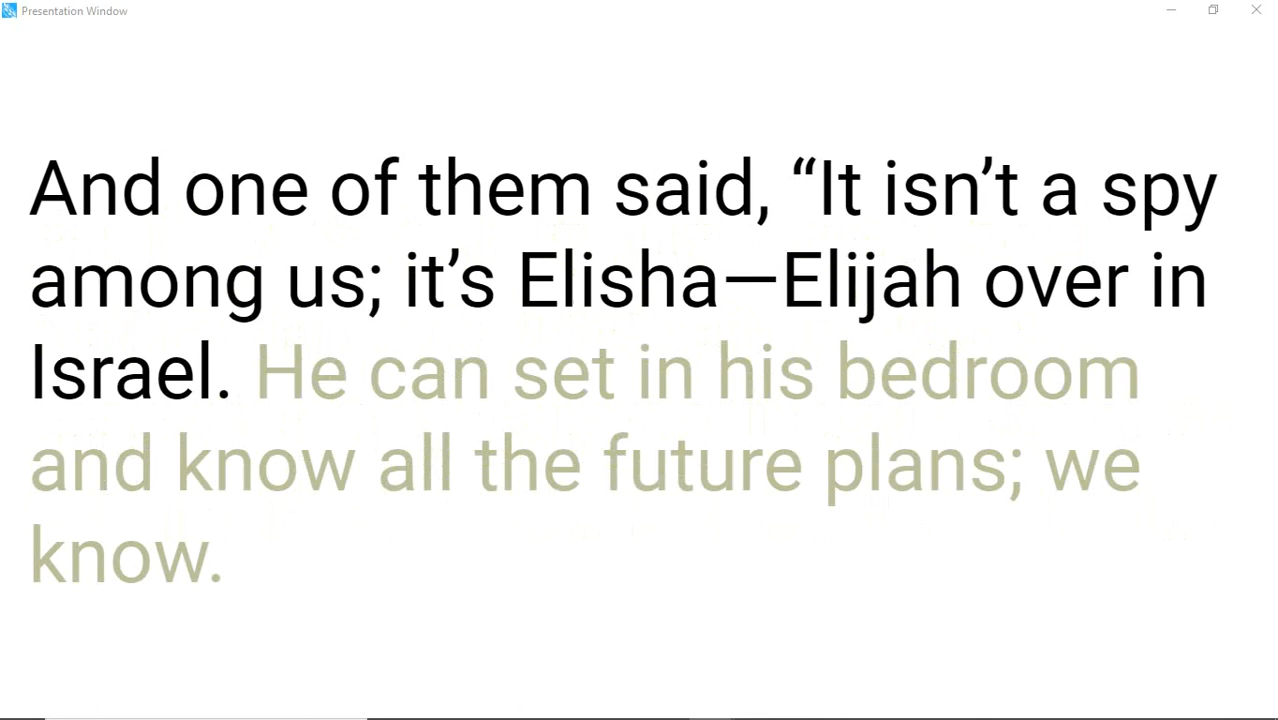 Presentation Window
And one of them said, “It isn’t a spy
among us; it’s Elisha—Elijah over in
Israel. He can set in his bedroom
and know all the future plans; we
know.